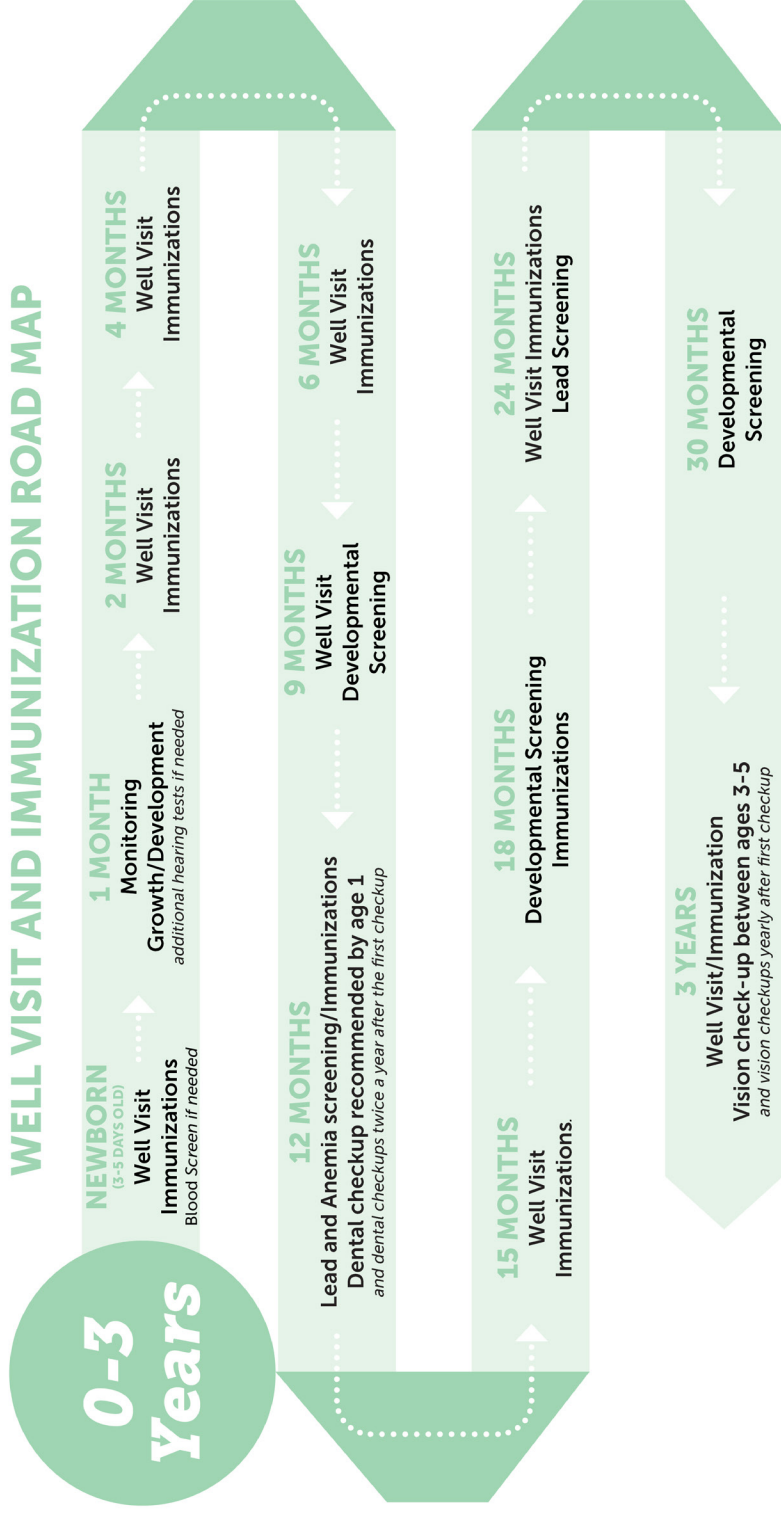 WELL VISIT AND IMMUNIZATION ROAD MAP
0-3
Years
NEWBORN
(3-5 DAYS OLD)
Well Visit
Immunizations
Blood Screen if needed
1 MONTH
Monitoring
Growth/Development
additional hearing tests if needed
2 MONTHS
Well Visit
Immunizations
4 MONTHS
Well Visit
Immunizations
6 MONTHS
Well Visit
Immunizations
9 MONTHS
Well Visit
Developmental
Screening
12 MONTHS
Lead and Anemia screening/Immunizations
Dental checkup recommended by age 1
and dental checkups twice a year after the first checkup
15 MONTHS
Well Visit
Immunizations.
18 MONTHS
Developmental Screening
Immunizations
24 MONTHS
Well Visit Immunizations
Lead Screening
30 MONTHS
Developmental
Screening
3 YEARS
Well Visit/Immunization
Vision check-up between ages 3-5
and vision checkups yearly after first checkup